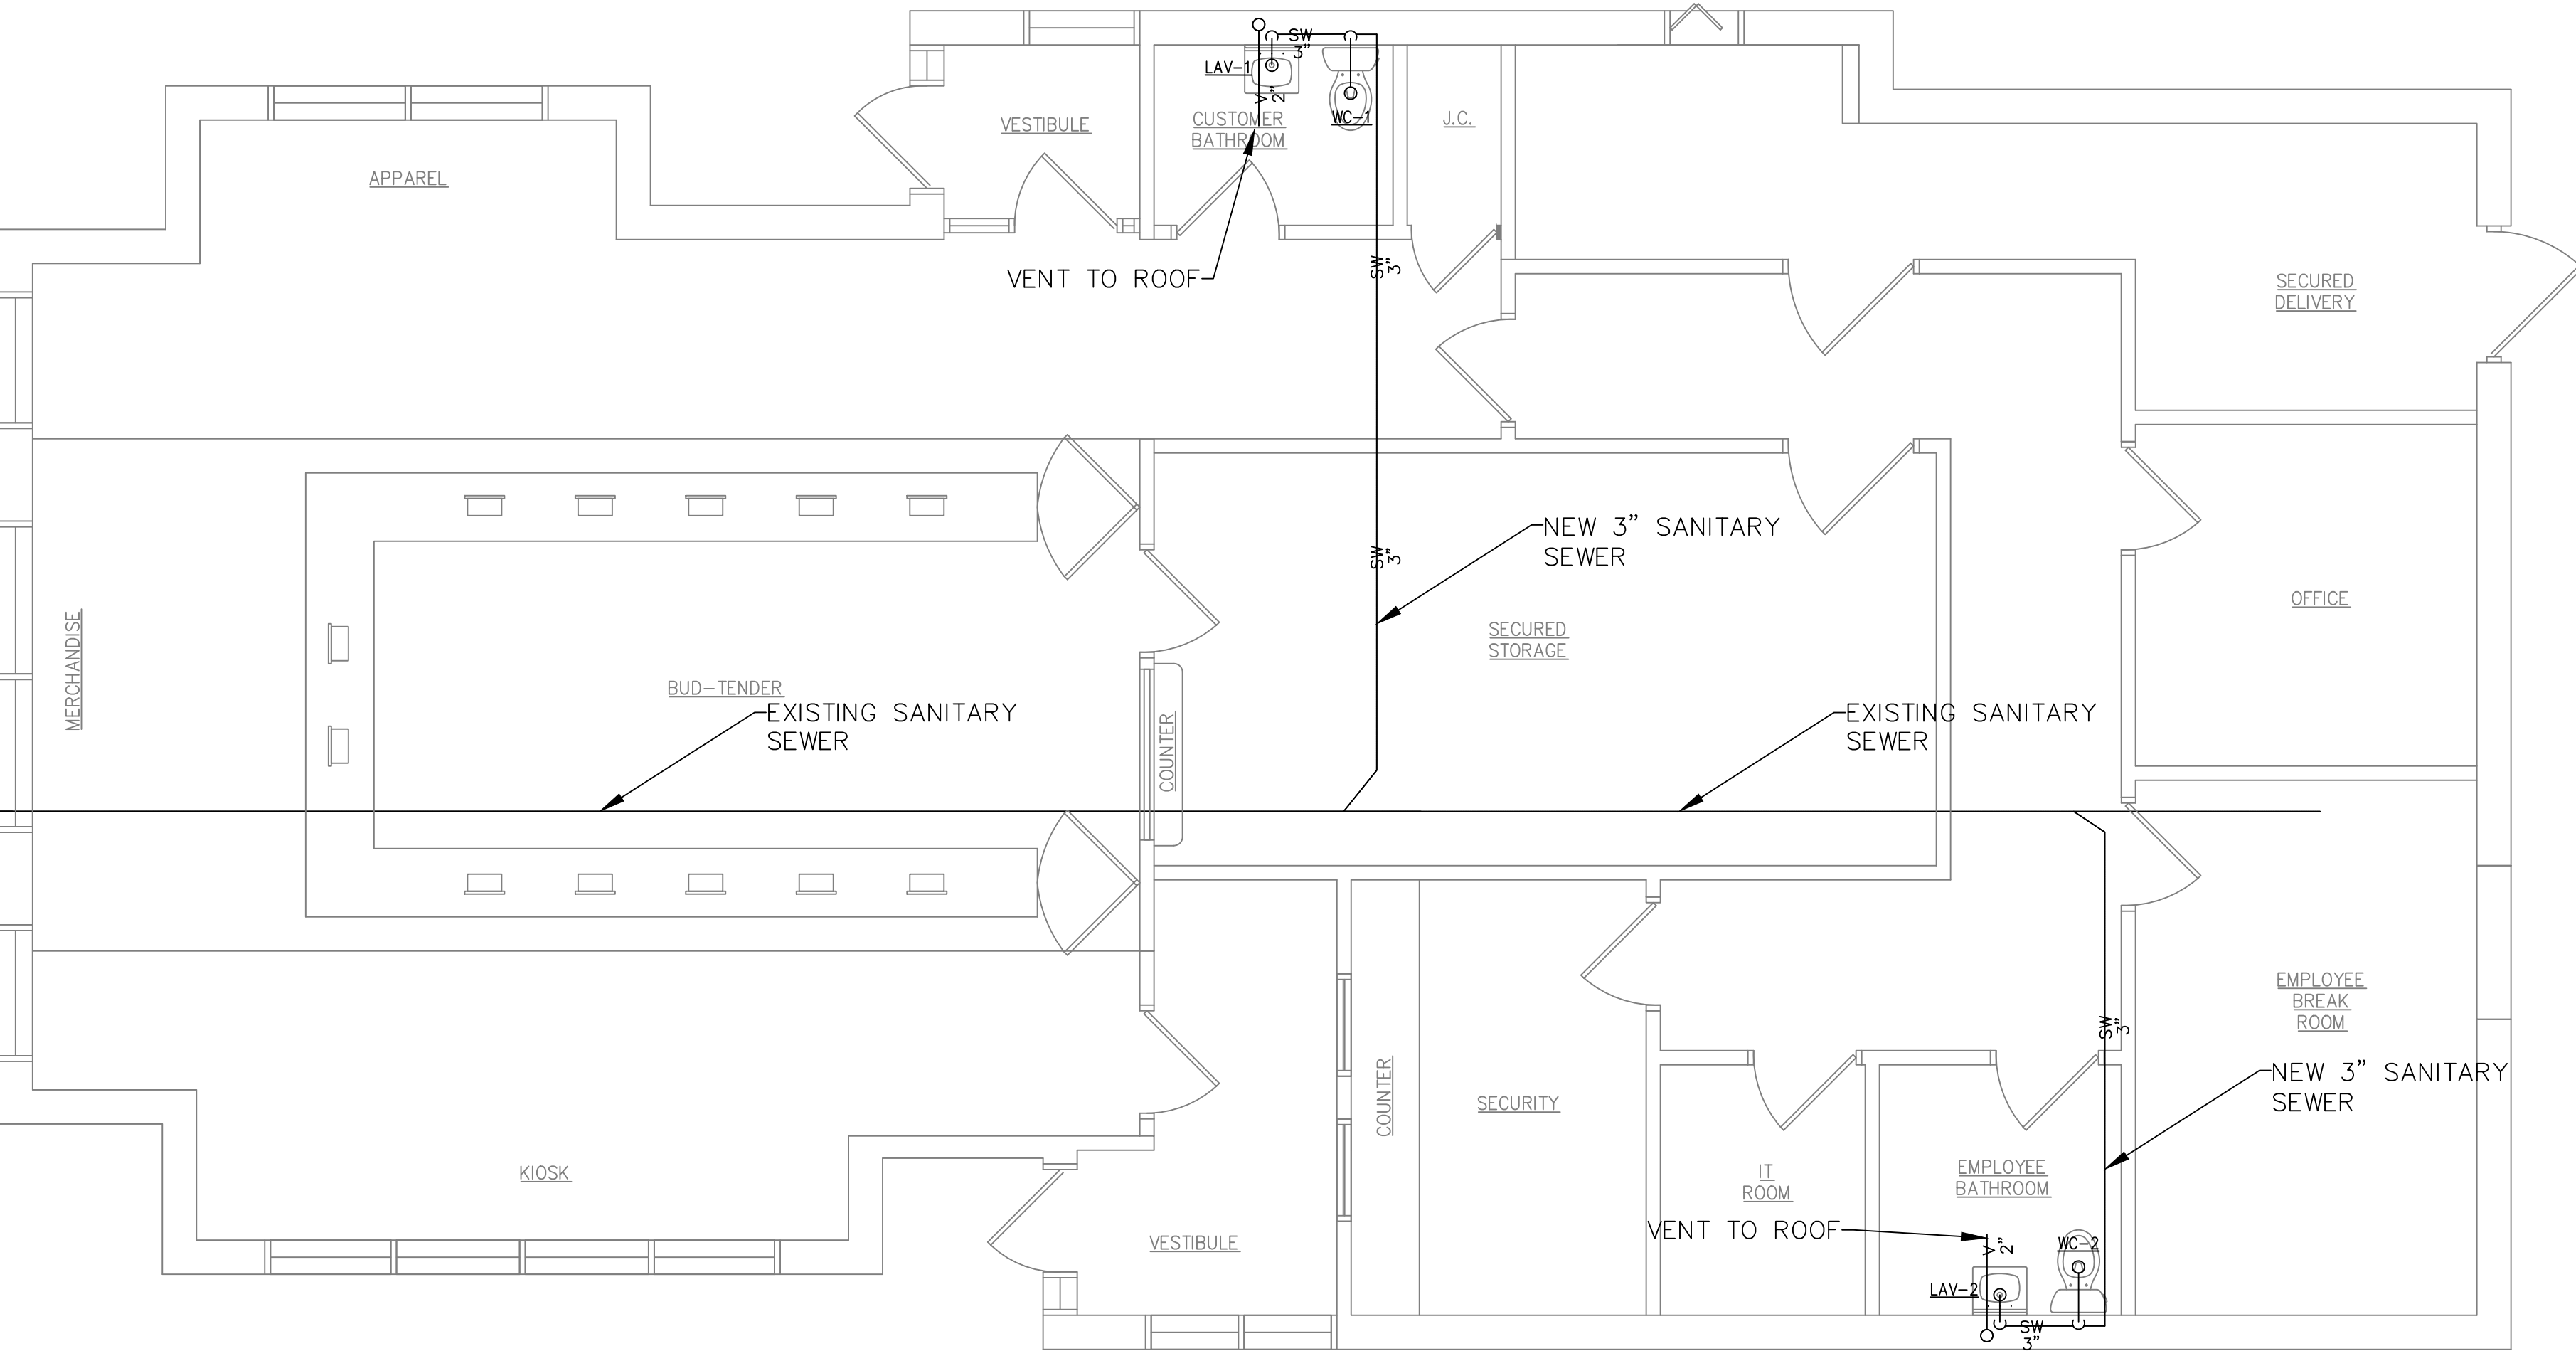 SW
3"
LAV-1
V
2"
WC-1
CUSTOMER
BATHROOM
VESTIBULE
J.C.
APPAREL
VENT TO ROOF
SW
3"
SECURED
DELIVERY
NEW 3" SANITARY
SEWER
SW
3"
OFFICE
SECURED
STORAGE
MERCHANDISE
BUD-TENDER
EXISTING SANITARY
SEWER
COUNTER
EXISTING SANITARY
SEWER
EMPLOYEE
BREAK
ROOM
SW
3"
NEW 3" SANITARY
SEWER
COUNTER
SECURITY
KIOSK
IT
ROOM
EMPLOYEE
BATHROOM
VESTIBULE
VENT TO ROOF
V
2"
WC-2
LAV-2
SW
3"